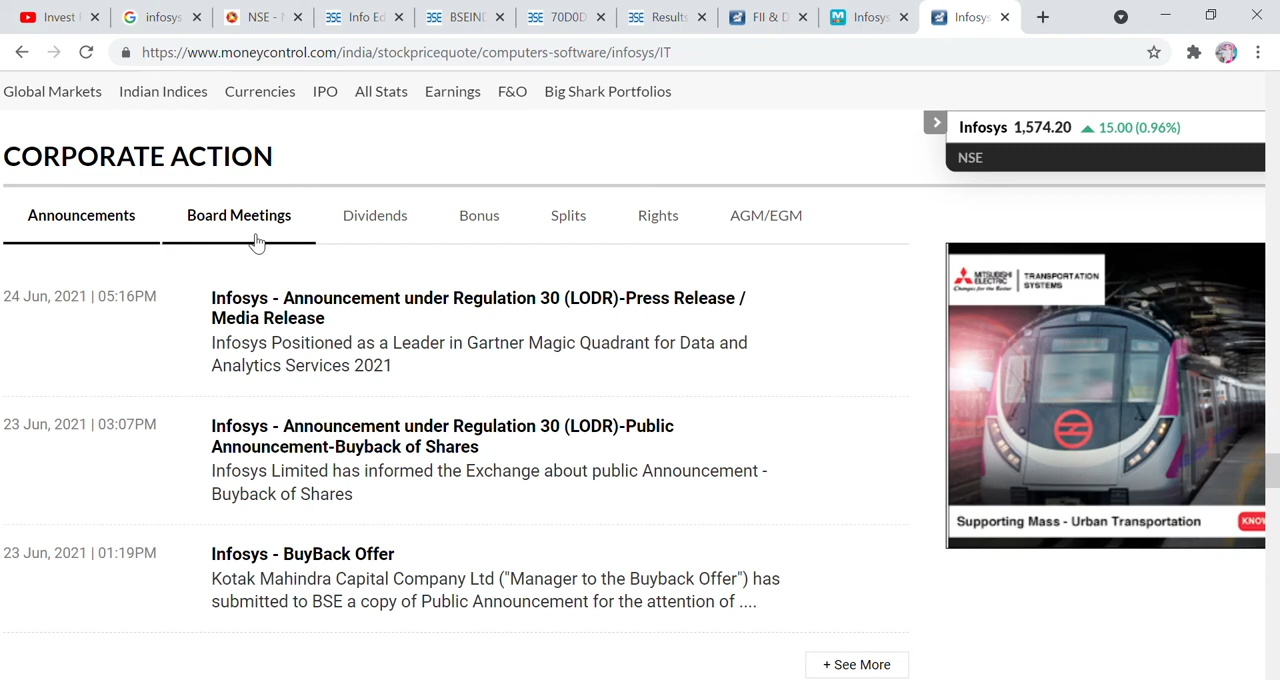 Invest
infosys
NSE -
Info Ed
BSEIND
70D0D
Results
FII & D
Infosys
Infosys
https://www.moneycontrol.com/india/stockpricequote/computers-software/infosys/IT
Global Markets Indian Indices Currencies IPO All Stats Earnings F&O Big Shark Portfolios
Infosys 1,574.20 15.00 (0.96%)
NSE
CORPORATE ACTION
Announcements Board Meetings Dividends Bonus Splits Rights AGM/EGM
24 Jun, 2021 | 05:16PM
Infosys - Announcement under Regulation 30 (LODR)-Press Release /
Media Release
Infosys Positioned as a Leader in Gartner Magic Quadrant for Data and
Analytics Services 2021
23 Jun, 2021 | 03:07PM
Infosys - Announcement under Regulation 30 (LODR)-Public
Announcement-Buyback of Shares
Infosys Limited has informed the Exchange about public Announcement -
Buyback of Shares
23 Jun, 2021 | 01:19PM
Infosys - BuyBack Offer
Kotak Mahindra Capital Company Ltd ("Manager to the Buyback Offer") has
submitted to BSE a copy of Public Announcement for the attention of ....
+ See More
MITSUBISHI
ELECTRIC
Changes for the Better
TRANSPORTATION
SYSTEMS
Supporting Mass - Urban Transportation
KNO